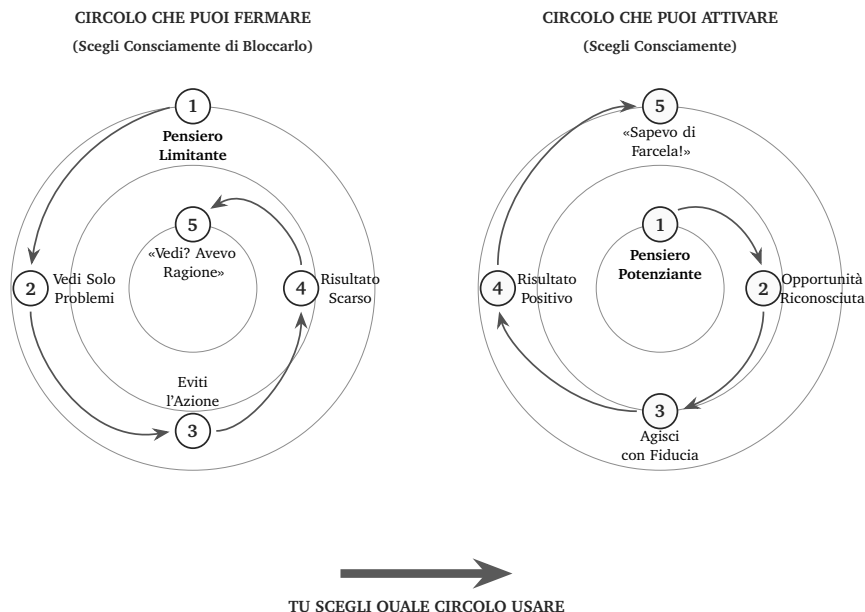 CIRCOLO CHE PUOI FERMARE
(Scegli Consciamente di Bloccarlo)
1
Pensiero
Limitante
5
«Vedi? Avevo
Ragione»
2
Vedi Solo
Problemi
4
Risultato
Scarso
Eviti
l'Azione
3
CIRCOLO CHE PUOI ATTIVARE
(Scegli Consciamente)
5
«Sapevo di
Farcela!»
1
Pensiero
Potenziante
4
Risultato
Positivo
2
Opportunità
Riconosciuta
3
Agisci
con Fiducia
TU SCEGLI QUALE CIRCOLO USARE